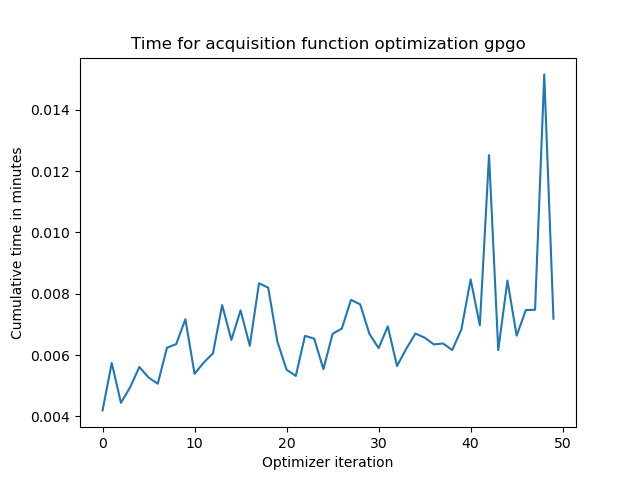 Time for acquisition function optimization gpgo
Cumulative time in minutes
0.014
0.012
0.010
0.008
0.006
0.004
0 10 20 30 40 50
Optimizer iteration